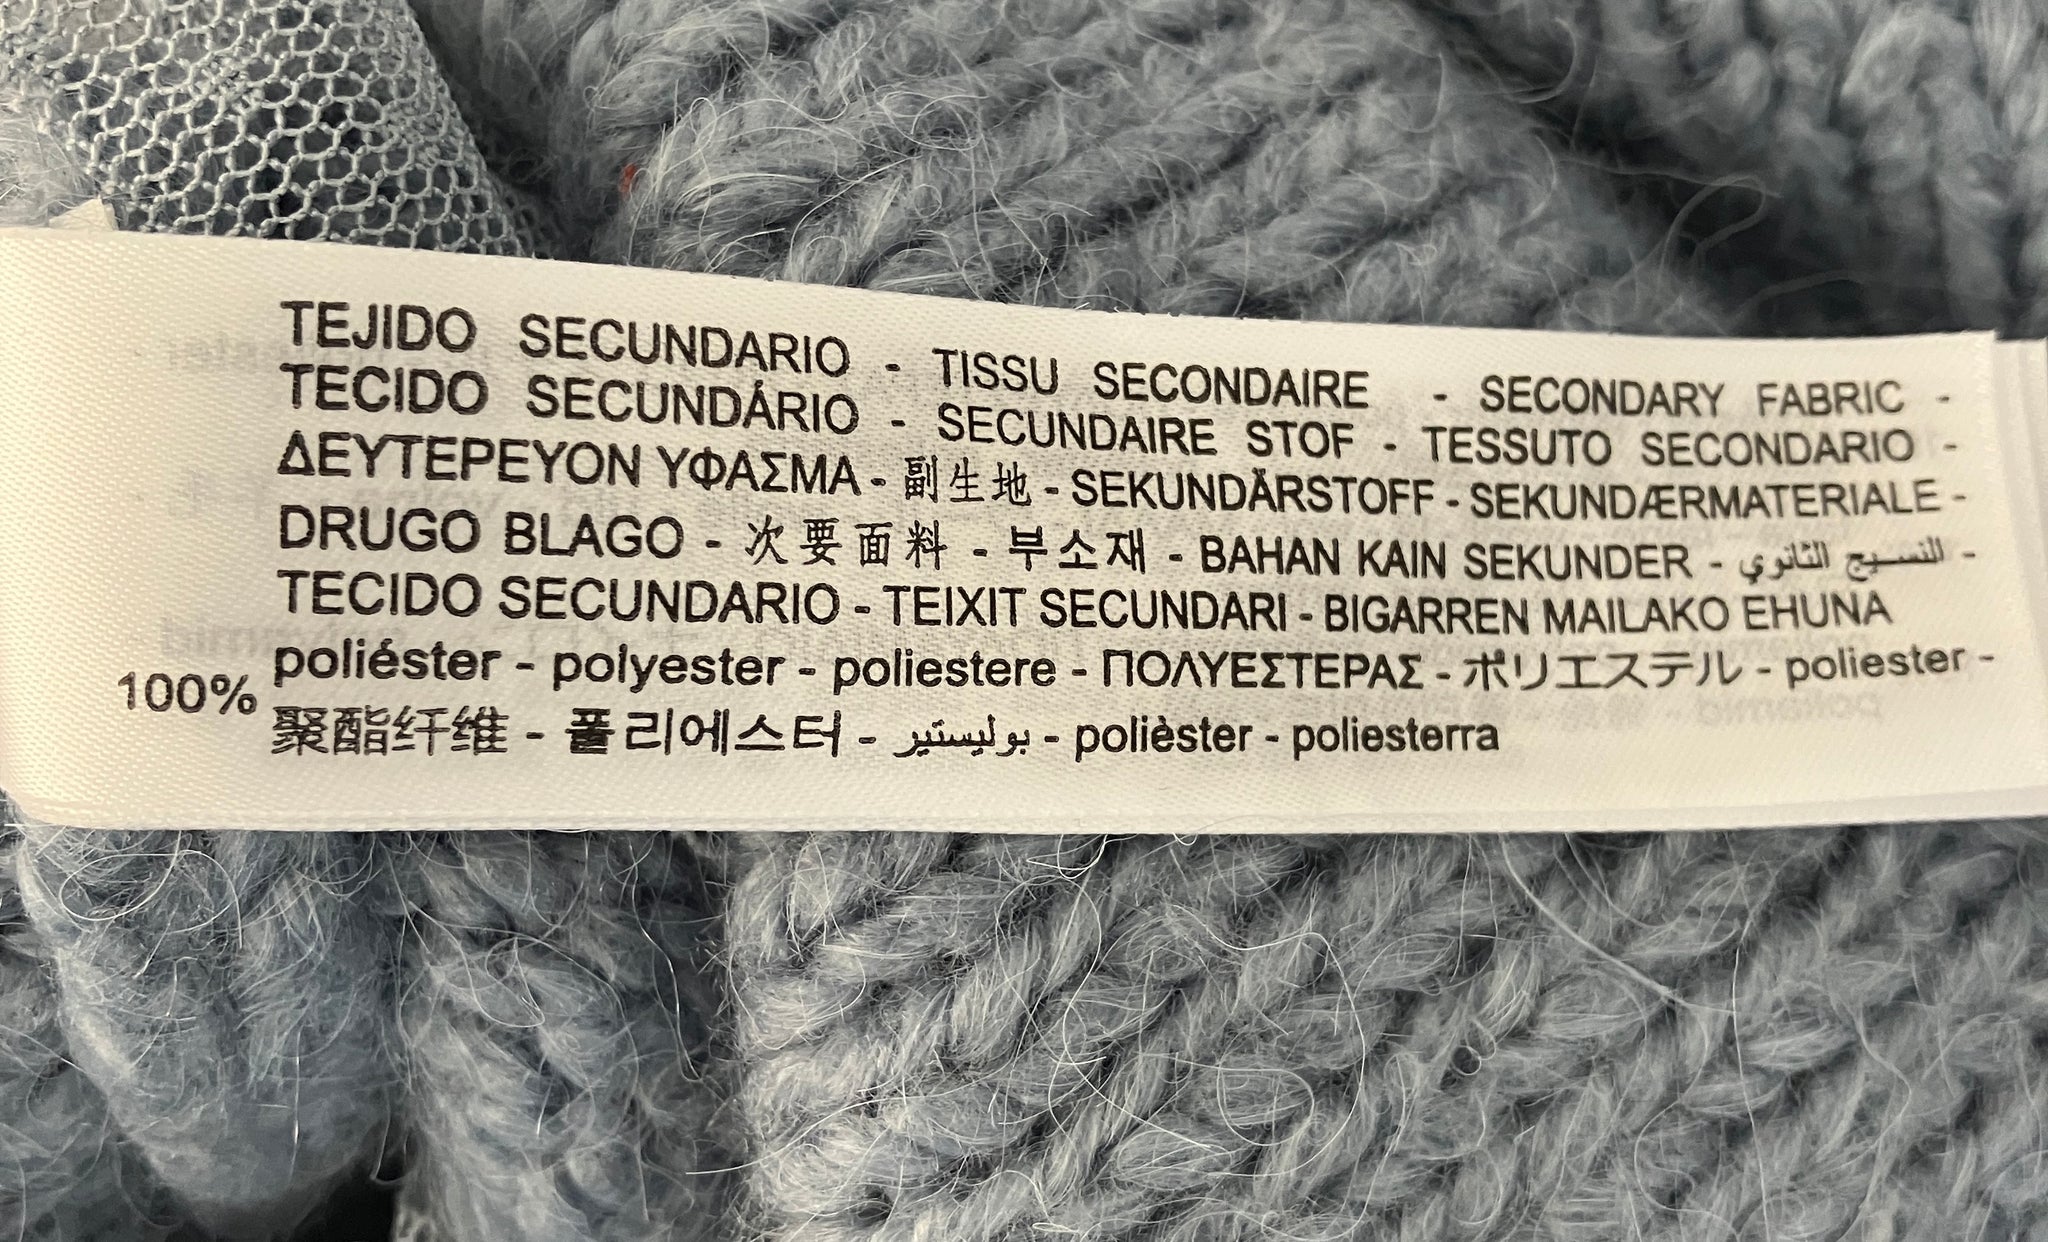 TEJIDO SECUNDARIO - TISSU SECONDAIRE - SECONDARY FABRIC -
TECIDO SECUNDÁRIO - SECUNDAIRE STOF - TESSUTO SECONDARIO -
ΔΕΥΤΕΡΕΥΟΝ ΥΦΑΣΜΑ - 副生地 - SEKUNDÄRSTOFF - SEKUNDÆRMATERIALE -
DRUGO BLAGO - 次要面料 - 부소재 - BAHAN KAIN SEKUNDER - النسيج الثانوي -
TECIDO SECUNDARIO - TEIXIT SECUNDARI - BIGARREN MAILAKO EHUNA
100% poliéster - polyester - poliestere - ΠΟΛΥΕΣΤΕΡΑΣ - ポリエステル - poliester -
聚酯纤维 - 폴리에스터 - بوليستير - polièster - poliesterra